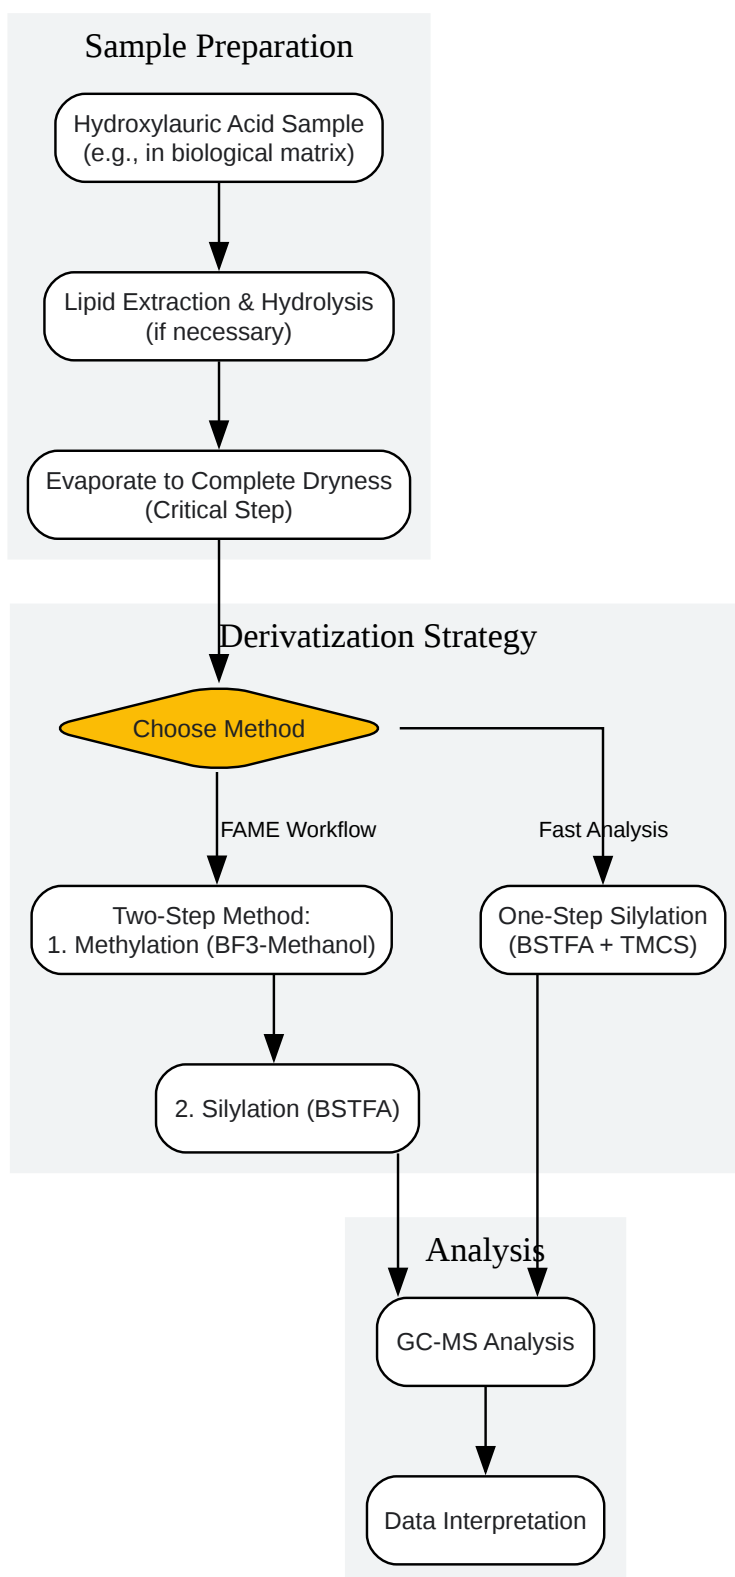 Sample Preparation
Hydroxylauric Acid Sample
(e.g., in biological matrix)
Lipid Extraction & Hydrolysis
(if necessary)
Evaporate to Complete Dryness
(Critical Step)
Derivatization Strategy
Choose Method
FAME Workflow
Fast Analysis
Two-Step Method:
1. Methylation (BF3-Methanol)
One-Step Silylation
(BSTFA + TMCS)
2. Silylation (BSTFA)
Analysis
GC-MS Analysis
Data Interpretation